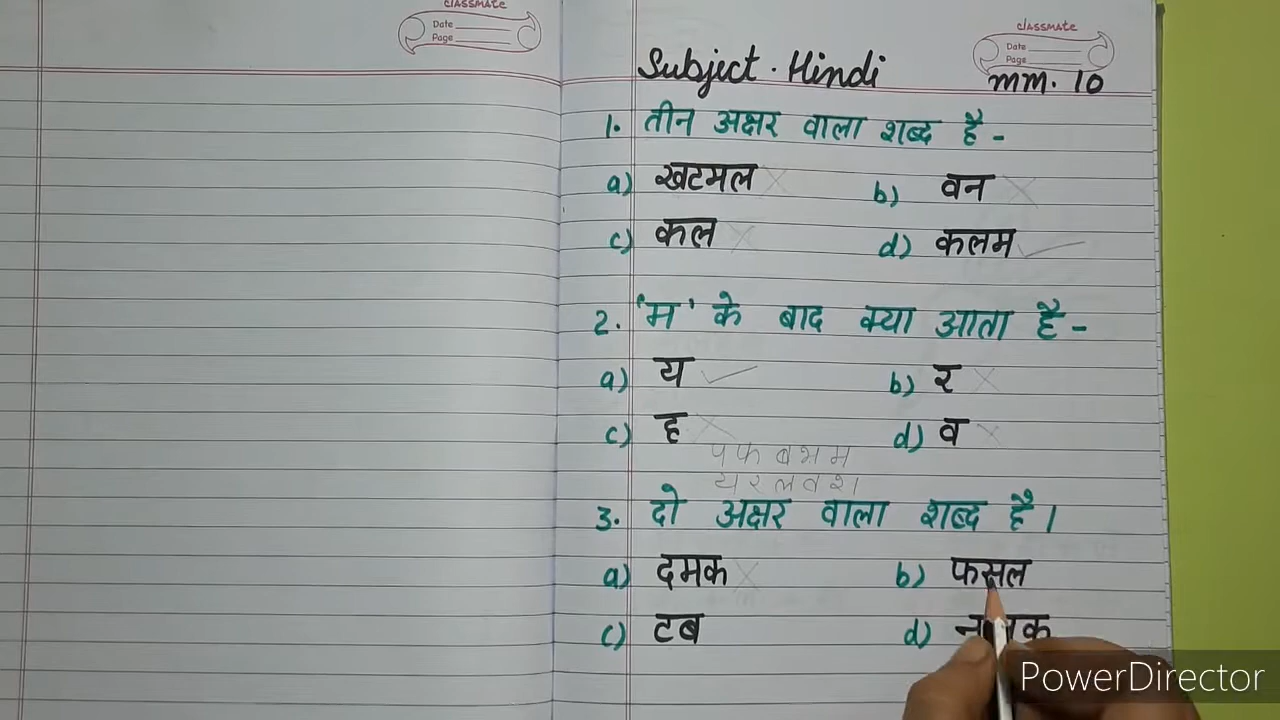 classmate
Date
Page
classmate
Date
Page
Subject. Hindi MM. 10
1. तीन अक्षर वाला शब्द है -
a) खटमल × b) वन ×
c) कल × d) कलम ✓
2. 'म' के बाद क्या आता है -
a) य ✓ b) र ×
c) ह × d) व ×
प फ ब भ म
य र ल व श
3. दो अक्षर वाला शब्द है।
a) दमक × b) फसल
c) टब d)
PowerDirector